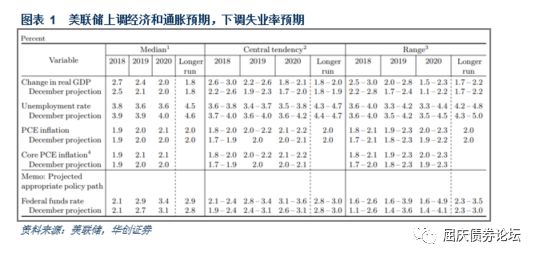 图表 1 美联储上调经济和通胀预期，下调失业率预期
Percent
Variable Median¹ Central tendency² Range³
2018 2019 2020 Longer run 2018 2019 2020 Longer run 2018 2019 2020 Longer run
Change in real GDP 2.7 2.4 2.0 1.8 2.6–3.0 2.2–2.6 1.8–2.1 1.8–2.0 2.5–3.0 2.0–2.8 1.5–2.3 1.7–2.2
December projection 2.5 2.1 2.0 1.8 2.2–2.6 1.9–2.3 1.7–2.0 1.8–1.9 2.2–2.8 1.7–2.4 1.1–2.2 1.7–2.2
Unemployment rate 3.8 3.6 3.6 4.5 3.6–3.8 3.4–3.7 3.5–3.8 4.3–4.7 3.6–4.0 3.3–4.2 3.3–4.4 4.2–4.8
December projection 3.9 3.9 4.0 4.6 3.7–4.0 3.6–4.0 3.6–4.2 4.4–4.7 3.6–4.0 3.5–4.2 3.5–4.5 4.3–5.0
PCE inflation 1.9 2.0 2.1 2.0 1.8–2.0 2.0–2.2 2.1–2.2 2.0 1.8–2.1 1.9–2.3 2.0–2.3 2.0
December projection 1.9 2.0 2.0 2.0 1.7–1.9 2.0 2.0–2.1 2.0 1.7–2.1 1.8–2.3 1.9–2.2 2.0
Core PCE inflation⁴ 1.9 2.1 2.1 1.8–2.0 2.0–2.2 2.1–2.2 1.8–2.1 1.9–2.3 2.0–2.3
December projection 1.9 2.0 2.0 1.7–1.9 2.0 2.0–2.1 1.7–2.0 1.8–2.3 1.9–2.3
Memo: Projected
appropriate policy path
Federal funds rate 2.1 2.9 3.4 2.9 2.1–2.4 2.8–3.4 3.1–3.6 2.8–3.0 1.6–2.6 1.6–3.9 1.6–4.9 2.3–3.5
December projection 2.1 2.7 3.1 2.8 1.9–2.4 2.4–3.1 2.6–3.1 2.8–3.0 1.1–2.6 1.4–3.6 1.4–4.1 2.3–3.0
资料来源：美联储，华创证券
屈庆债券论坛